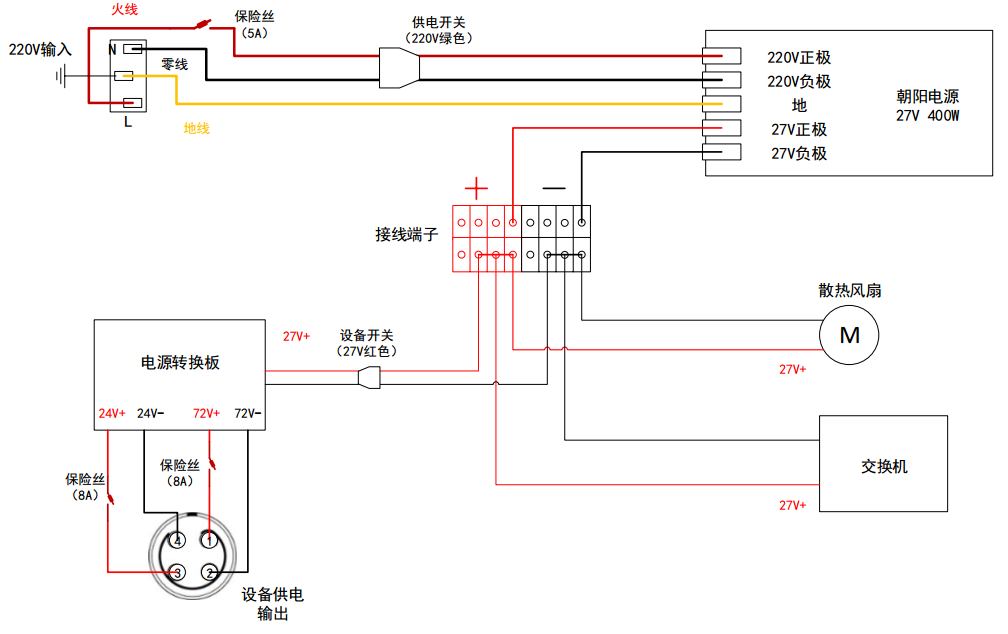 火线
保险丝
（5A）
供电开关
（220V绿色）
220V输入
N
零线
L
地线
220V正极
220V负极
地
27V正极
27V负极
朝阳电源
27V 400W
+
—
接线端子
散热风扇
M
27V+
27V+
设备开关
（27V红色）
电源转换板
24V+
24V-
72V+
72V-
保险丝
（8A）
保险丝
（8A）
交换机
27V+
4
1
3
2
设备供电
输出